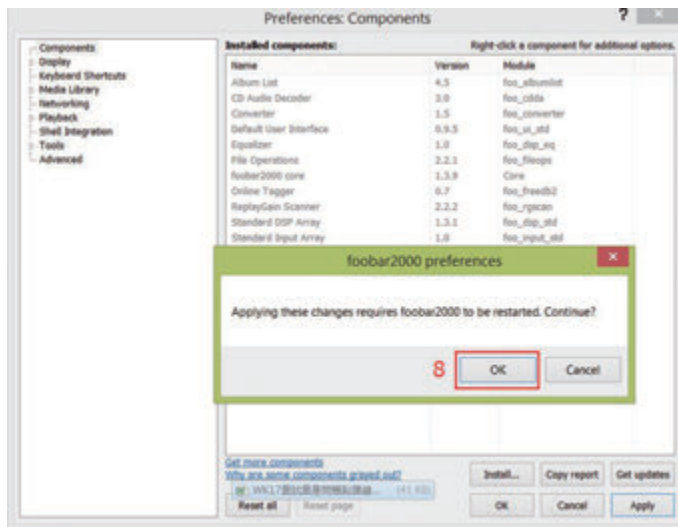 Preferences: Components
?
Components
Display
Keyboard Shortcuts
Media Library
Networking
Playback
Shell Integration
Tools
Advanced
Installed components: Right-click a component for additional options.
Name Version Module
Album List 4.5 foo_albumlist
CD Audio Decoder 3.0 foo_cdda
Converter 1.5 foo_converter
Default User Interface 0.9.5 foo_ui_std
Equalizer 1.0 foo_dsp_eq
File Operations 2.2.1 foo_fileops
foobar2000 core 1.3.9 Core
Online Tagger 0.7 foo_freedb2
ReplayGain Scanner 2.2.2 foo_rgscan
Standard DSP Array 1.3.1 foo_dsp_std
Standard Input Array 1.0 foo_input_std
foobar2000 preferences
Applying these changes requires foobar2000 to be restarted. Continue?
8 OK Cancel
Get more components
Why are some components grayed out?
Install... Copy report Get updates
(41 KB)
Reset all Reset page OK Cancel Apply